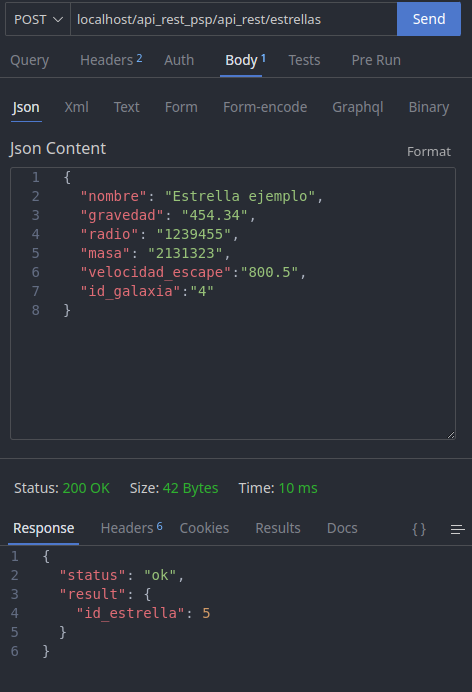 POST localhost/api_rest_psp/api_rest/estrellas Send
Query Headers 2 Auth Body 1 Tests Pre Run
Json Xml Text Form Form-encode Graphql Binary
Json Content Format
1 {
2 "nombre": "Estrella ejemplo",
3 "gravedad": "454.34",
4 "radio": "1239455",
5 "masa": "2131323",
6 "velocidad_escape":"800.5",
7 "id_galaxia":"4"
8 }
Status: 200 OK Size: 42 Bytes Time: 10 ms
Response Headers 6 Cookies Results Docs { }
1 {
2 "status": "ok",
3 "result": {
4 "id_estrella": 5
5 }
6 }